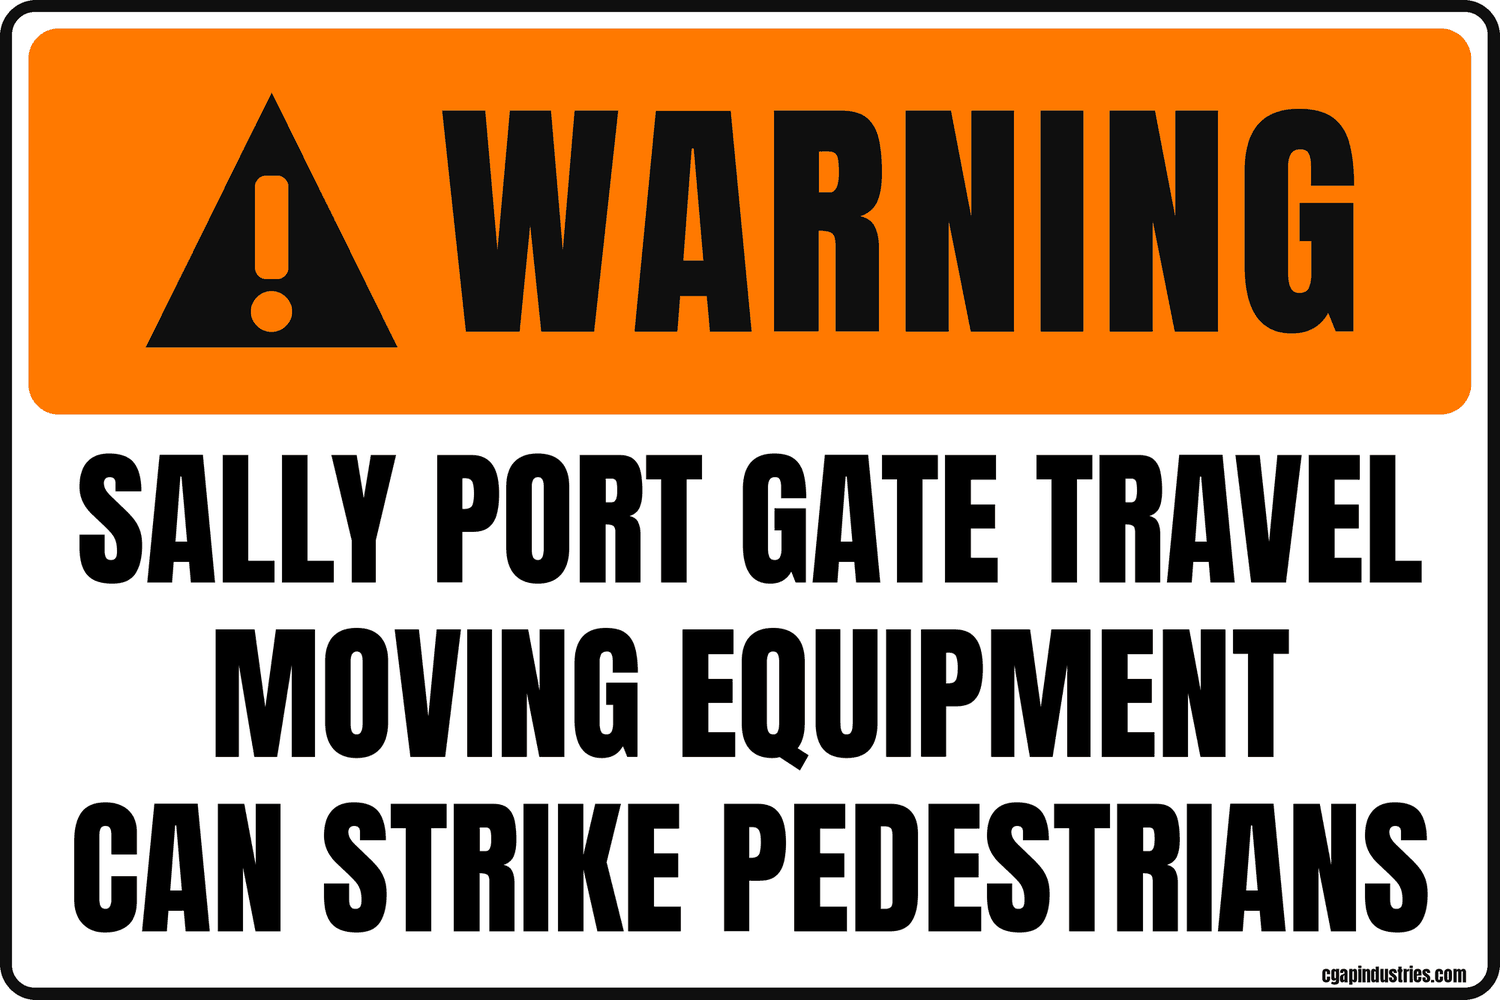 WARNING
SALLY PORT GATE TRAVEL
MOVING EQUIPMENT
CAN STRIKE PEDESTRIANS
cgapindustries.com